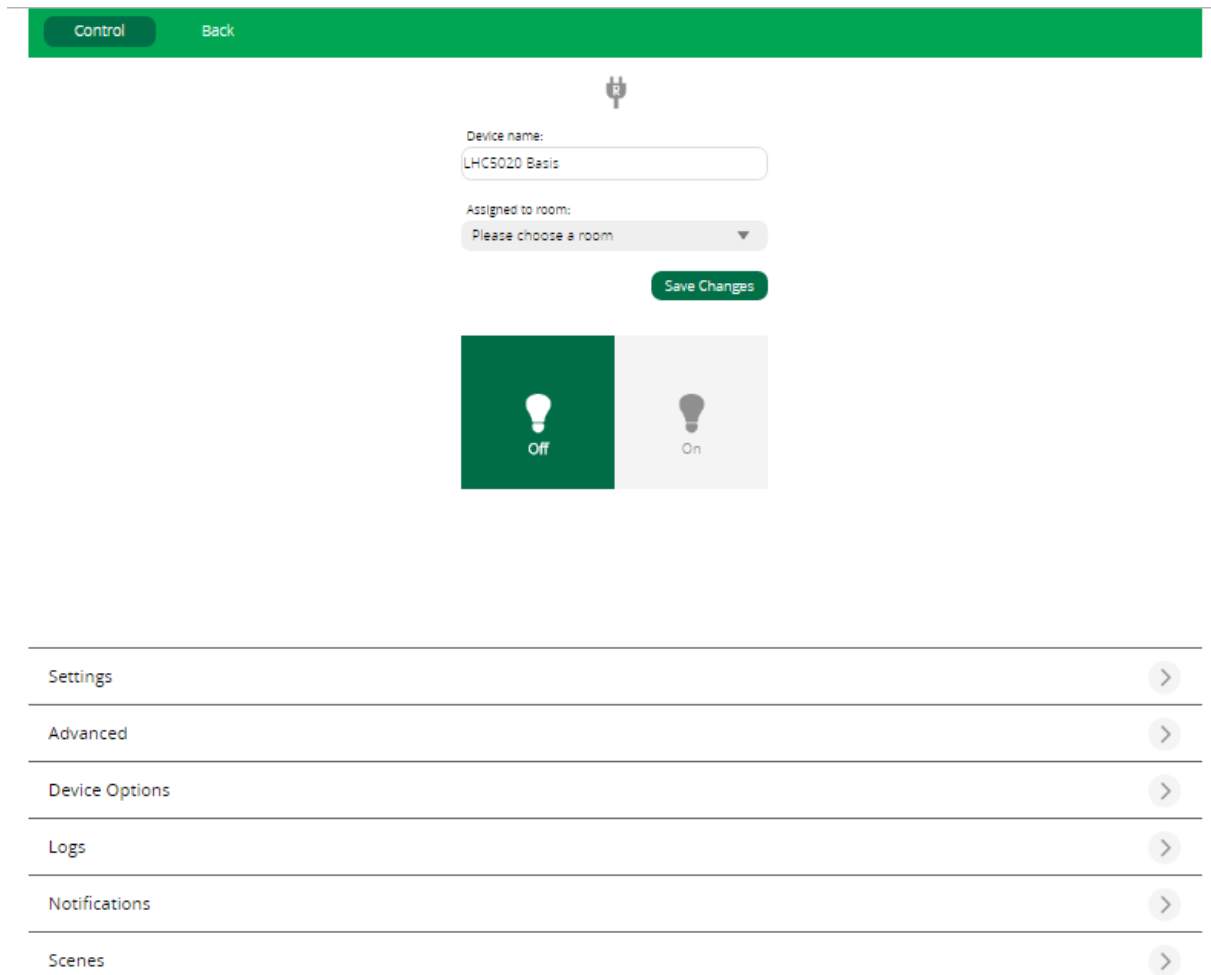 Control Back
R
Device name:
LHC5020 Basis
Assigned to room:
Please choose a room
Save Changes
Off On
Settings
Advanced
Device Options
Logs
Notifications
Scenes